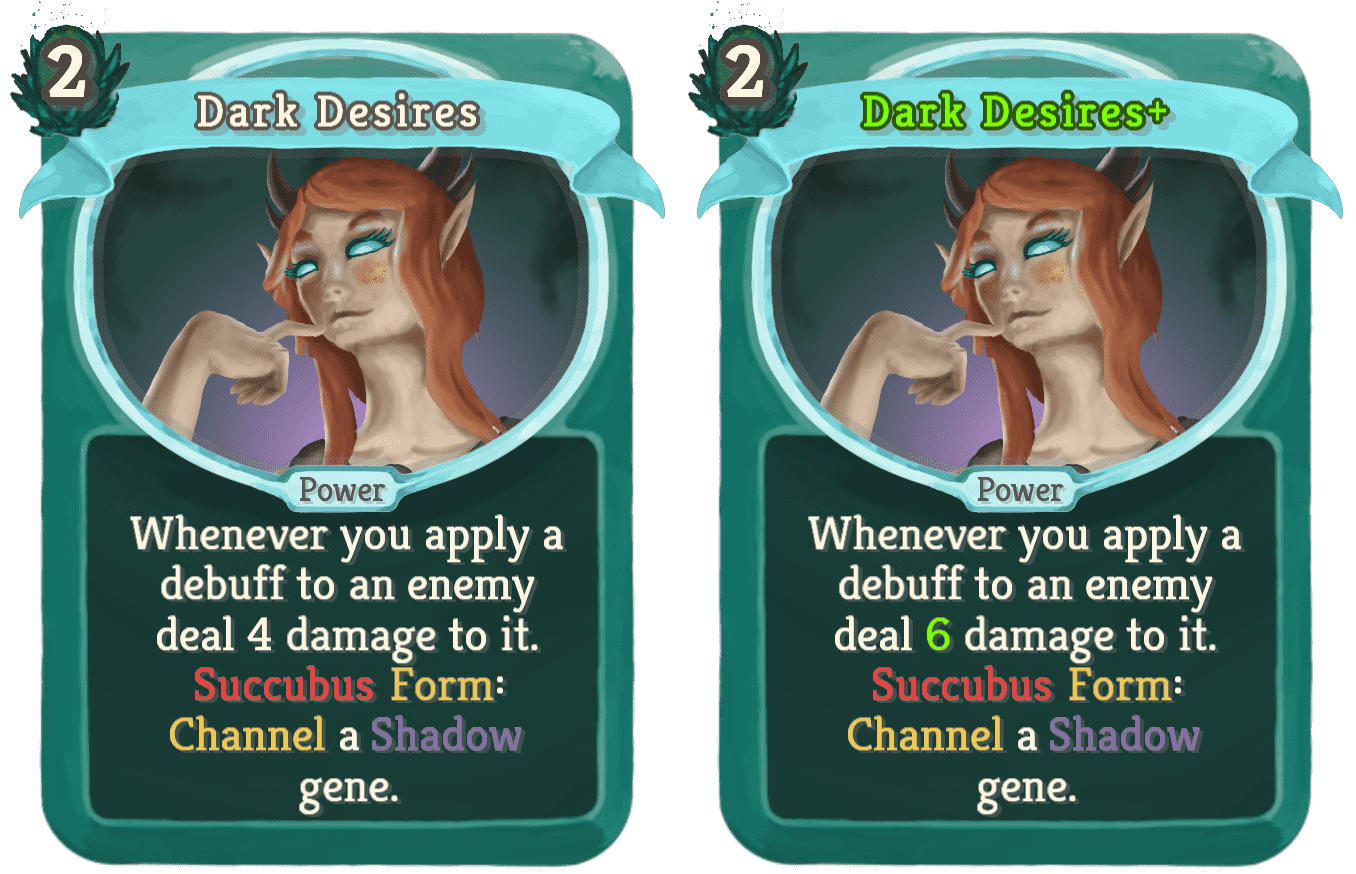 2
Dark Desires
Power
Whenever you apply a
debuff to an enemy
deal 4 damage to it.
Succubus Form:
Channel a Shadow
gene.
2
Dark Desires+
Power
Whenever you apply a
debuff to an enemy
deal 6 damage to it.
Succubus Form:
Channel a Shadow
gene.